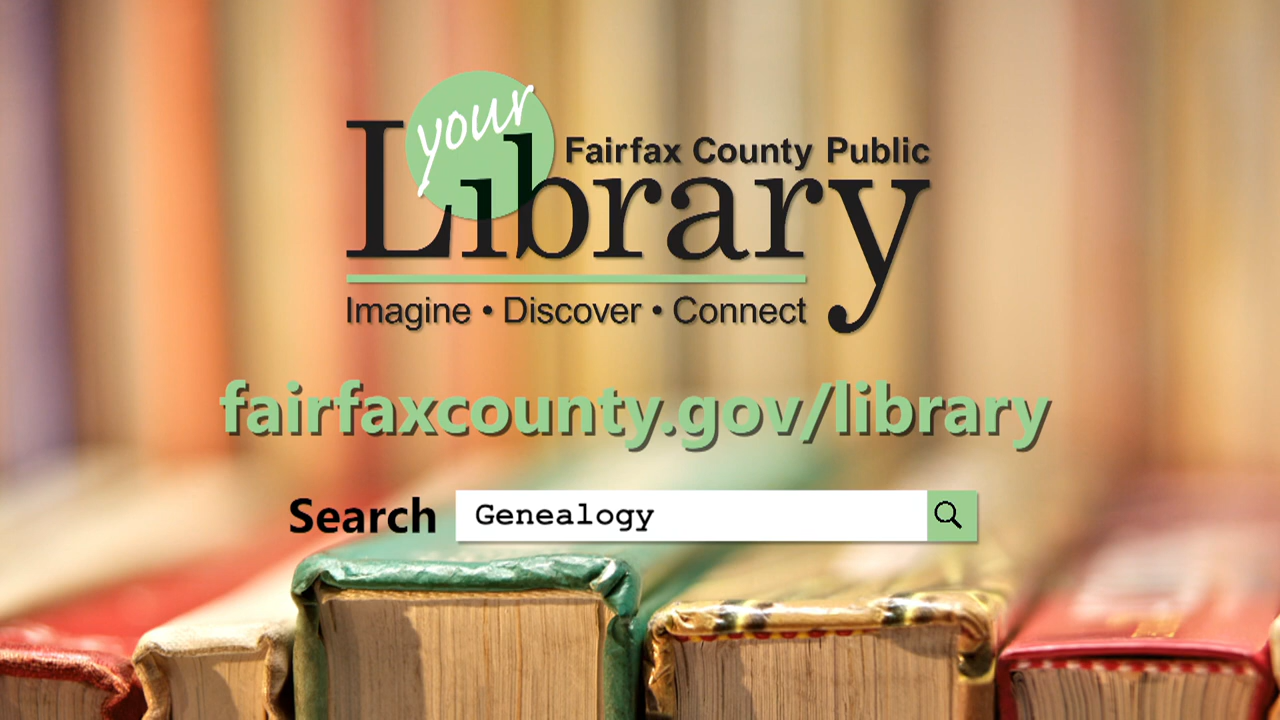 your
Fairfax County Public
Library
Imagine • Discover • Connect
fairfaxcounty.gov/library
Search Genealogy